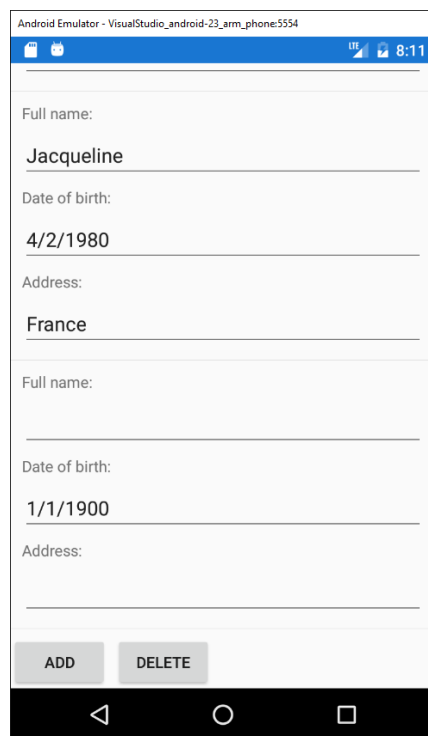 Android Emulator - VisualStudio_android-23_arm_phone:5554
LTE 8:11
Full name:
Jacqueline
Date of birth:
4/2/1980
Address:
France
Full name:
Date of birth:
1/1/1900
Address:
ADD DELETE